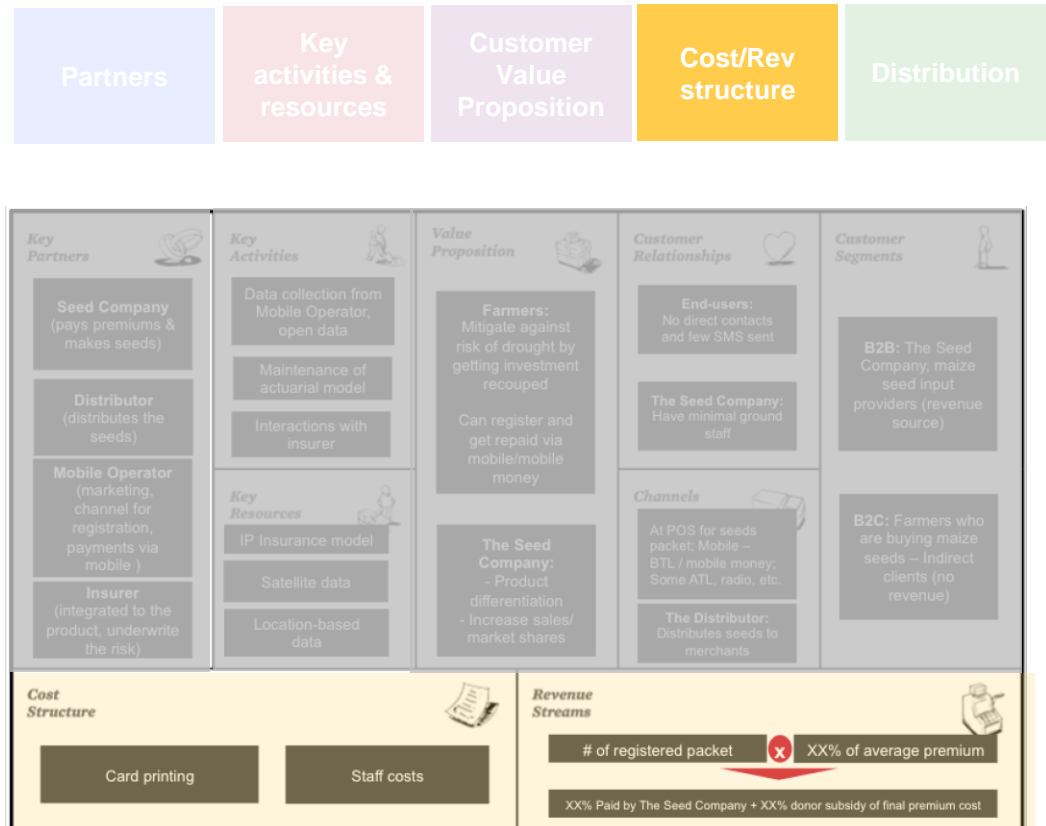 Partners
Key
activities &
resources
Customer
Value
Proposition
Cost/Rev
structure
Distribution
Key
Partners
Seed Company
(pays premiums &
makes seeds)
Distributor
(distributes the
seeds)
Mobile Operator
(marketing,
channel for
registration,
payments via
mobile )
Insurer
(integrated to the
product, underwrite
the risk)
Key
Activities
Data collection from
Mobile Operator,
open data
Maintenance of
actuarial model
Interactions with
insurer
Key
Resources
IP Insurance model
Satellite data
Location-based
data
Value
Proposition
Farmers:
Mitigate against
risk of drought by
getting investment
recouped
Can register and
get repaid via
mobile/mobile
money
The Seed
Company:
- Product
differentiation
- Increase sales/
market shares
Customer
Relationships
End-users:
No direct contacts
and few SMS sent
The Seed Company:
Have minimal ground
staff
Channels
At POS for seeds
packet; Mobile –
BTL / mobile money;
Some ATL, radio, etc.
The Distributor:
Distributes seeds to
merchants
Customer
Segments
B2B: The Seed
Company, maize
seed input
providers (revenue
source)
B2C: Farmers who
are buying maize
seeds – Indirect
clients (no
revenue)
Cost
Structure
Card printing
Staff costs
Revenue
Streams
# of registered packet
x
XX% of average premium
XX% Paid by The Seed Company + XX% donor subsidy of final premium cost